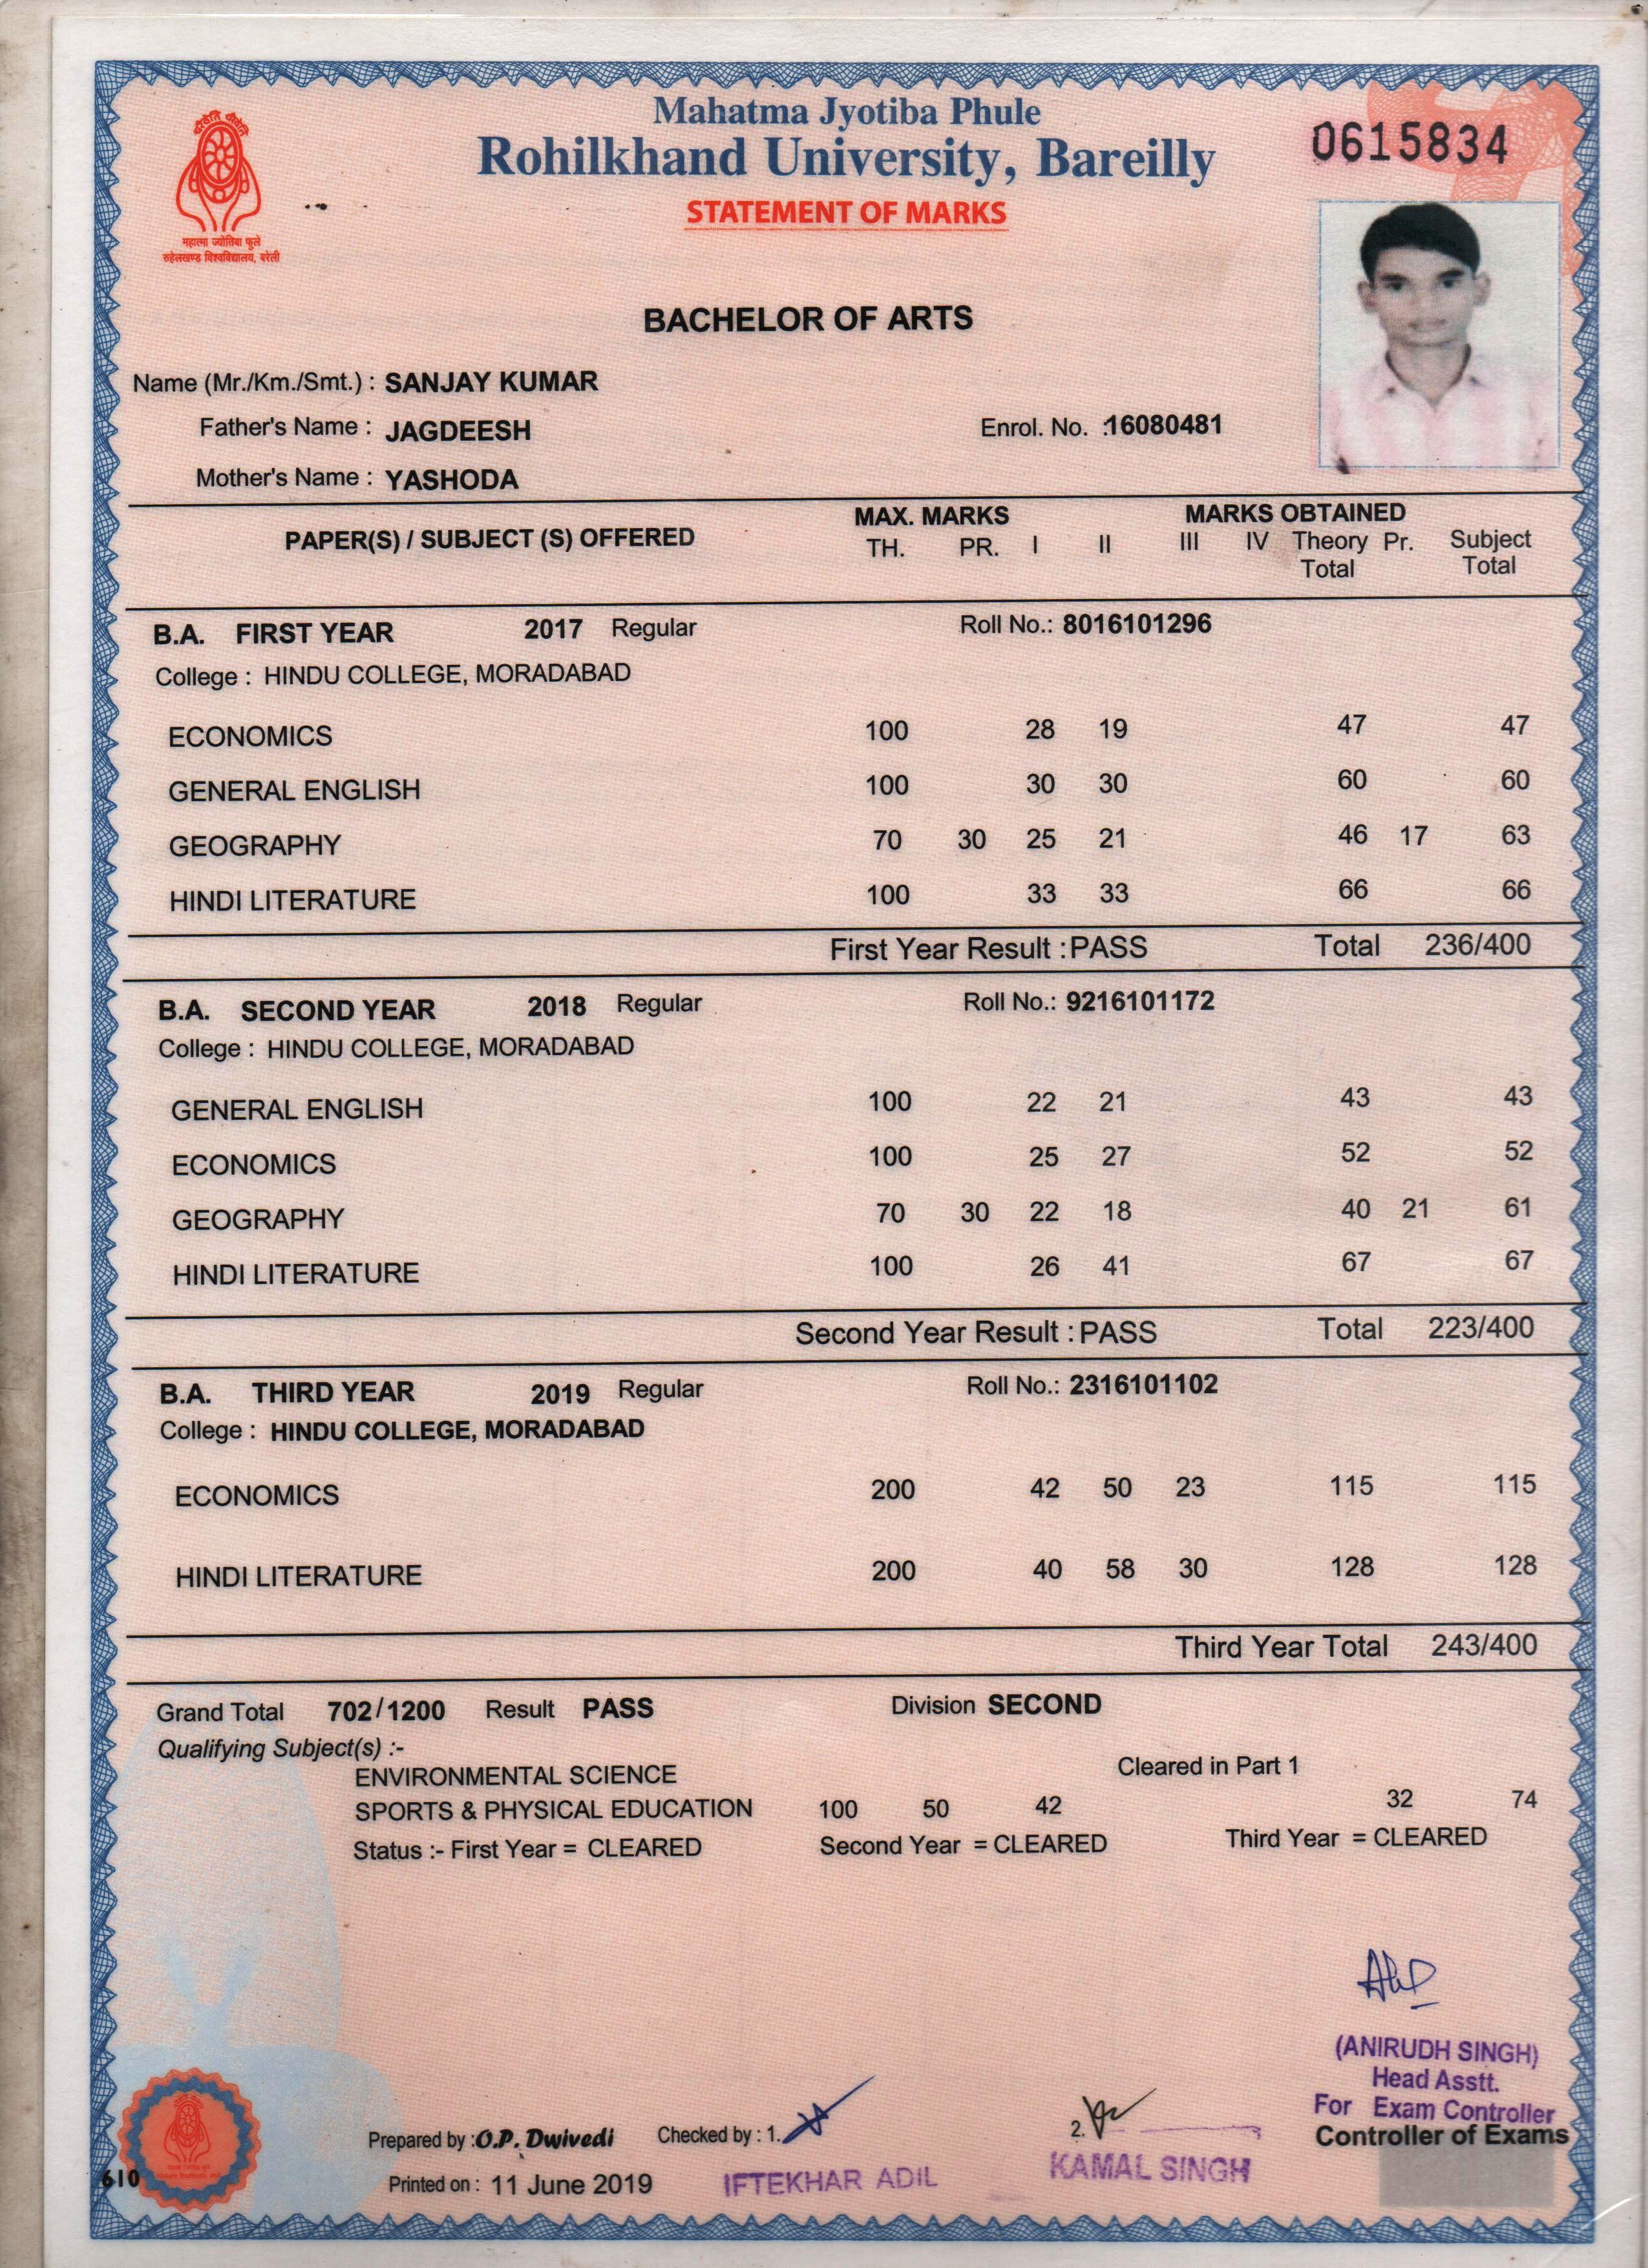 Mahatma Jyotiba Phule
Rohilkhand University, Bareilly
0615834
STATEMENT OF MARKS
महात्मा ज्योतिबा फुले
रुहेलखण्ड विश्वविद्यालय, बरेली
BACHELOR OF ARTS
Name (Mr./Km./Smt.) : SANJAY KUMAR
Father's Name : JAGDEESH Enrol. No. :16080481
Mother's Name : YASHODA
PAPER(S) / SUBJECT (S) OFFERED MAX. MARKS MARKS OBTAINED
TH. PR. I II III IV Theory Total Pr. Subject Total
B.A. FIRST YEAR 2017 Regular Roll No.: 8016101296
College : HINDU COLLEGE, MORADABAD
ECONOMICS 100 28 19 47 47
GENERAL ENGLISH 100 30 30 60 60
GEOGRAPHY 70 30 25 21 46 17 63
HINDI LITERATURE 100 33 33 66 66
First Year Result : PASS Total 236/400
B.A. SECOND YEAR 2018 Regular Roll No.: 9216101172
College : HINDU COLLEGE, MORADABAD
GENERAL ENGLISH 100 22 21 43 43
ECONOMICS 100 25 27 52 52
GEOGRAPHY 70 30 22 18 40 21 61
HINDI LITERATURE 100 26 41 67 67
Second Year Result : PASS Total 223/400
B.A. THIRD YEAR 2019 Regular Roll No.: 2316101102
College : HINDU COLLEGE, MORADABAD
ECONOMICS 200 42 50 23 115 115
HINDI LITERATURE 200 40 58 30 128 128
Third Year Total 243/400
Grand Total 702/1200 Result PASS Division SECOND
Qualifying Subject(s) :-
ENVIRONMENTAL SCIENCE Cleared in Part 1
SPORTS & PHYSICAL EDUCATION 100 50 42 32 74
Status :- First Year = CLEARED Second Year = CLEARED Third Year = CLEARED
(ANIRUDH SINGH)
Head Asstt.
For Exam Controller
Controller of Exams
Prepared by : O.P. Dwivedi Checked by : 1. 2.
610 Printed on : 11 June 2019 IFTEKHAR ADIL KAMAL SINGH